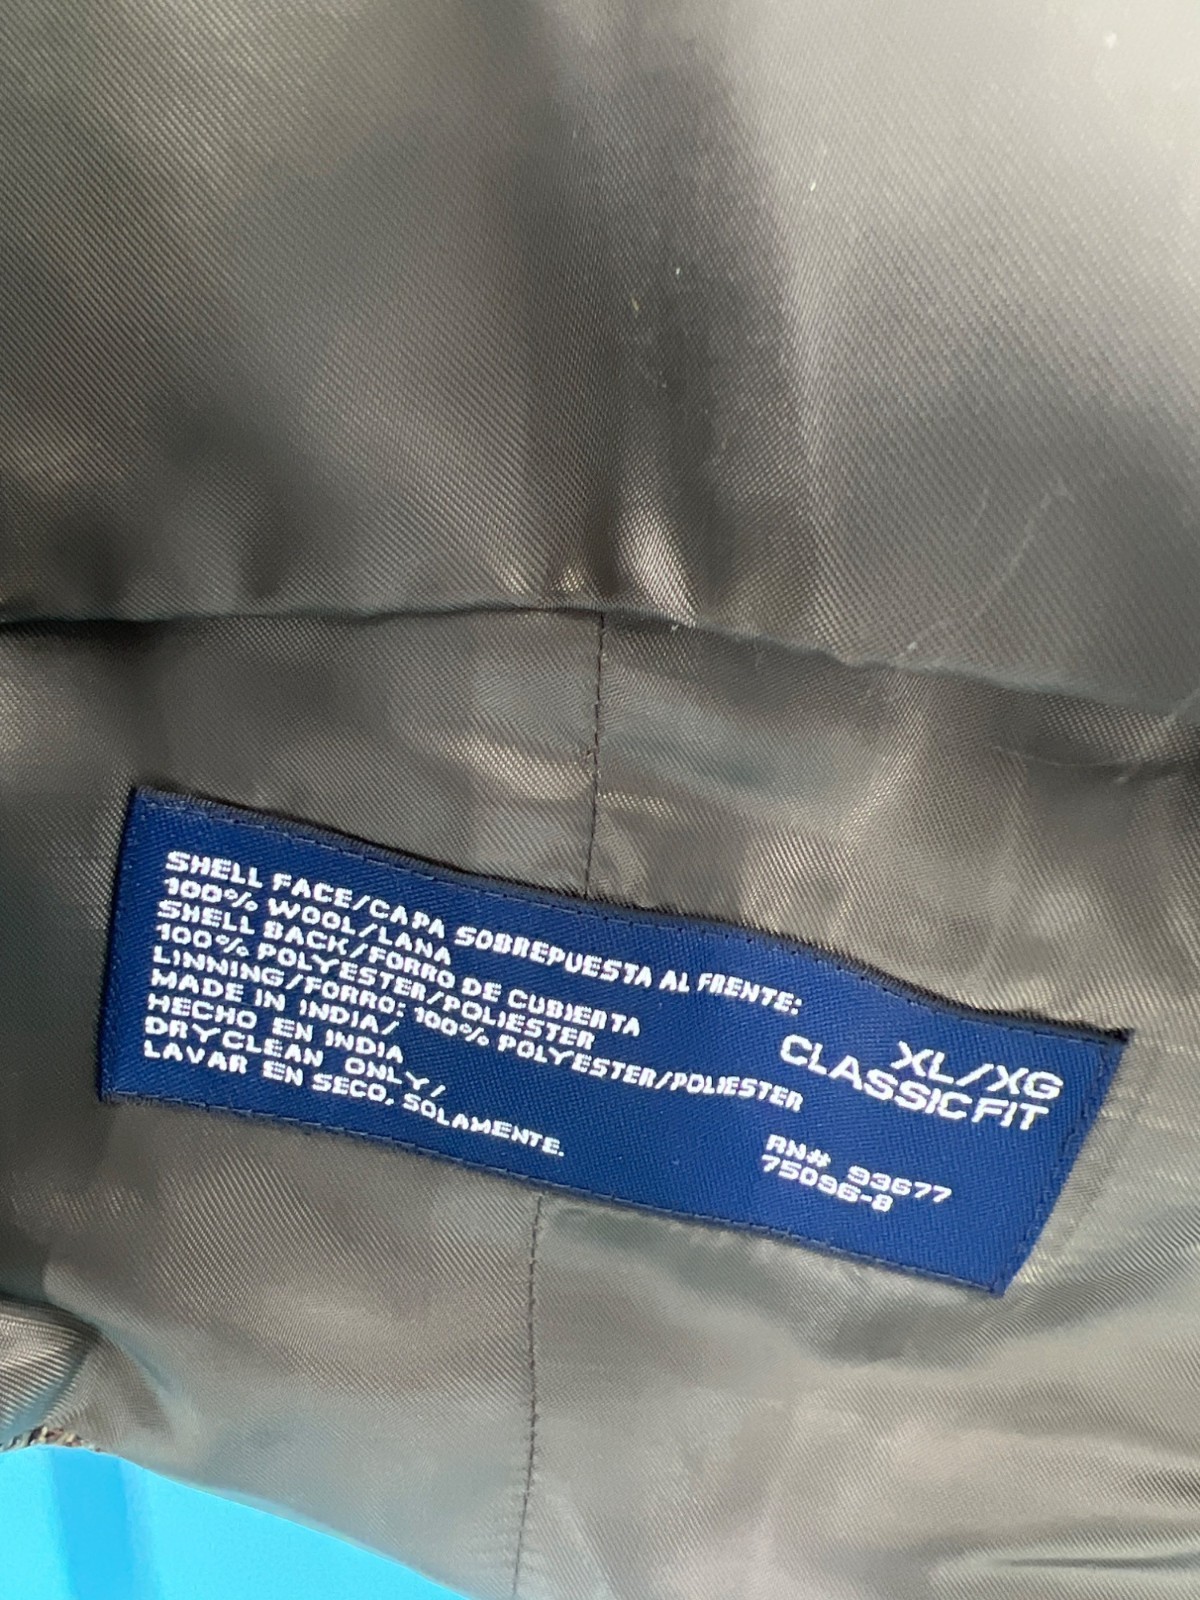 SHELL FACE/CAPA SOBREPUESTA AL FRENTE:
100% WOOL/LANA
SHELL BACK/FORRO DE CUBIERTA
100% POLYESTER/POLIESTER
LINNING/FORRO: 100% POLYESTER/POLIESTER
MADE IN INDIA/
HECHO EN INDIA
DRYCLEAN ONLY/
LAVAR EN SECO, SOLAMENTE.
XL/XG
CLASSIC FIT
RN# 93677
75096-8